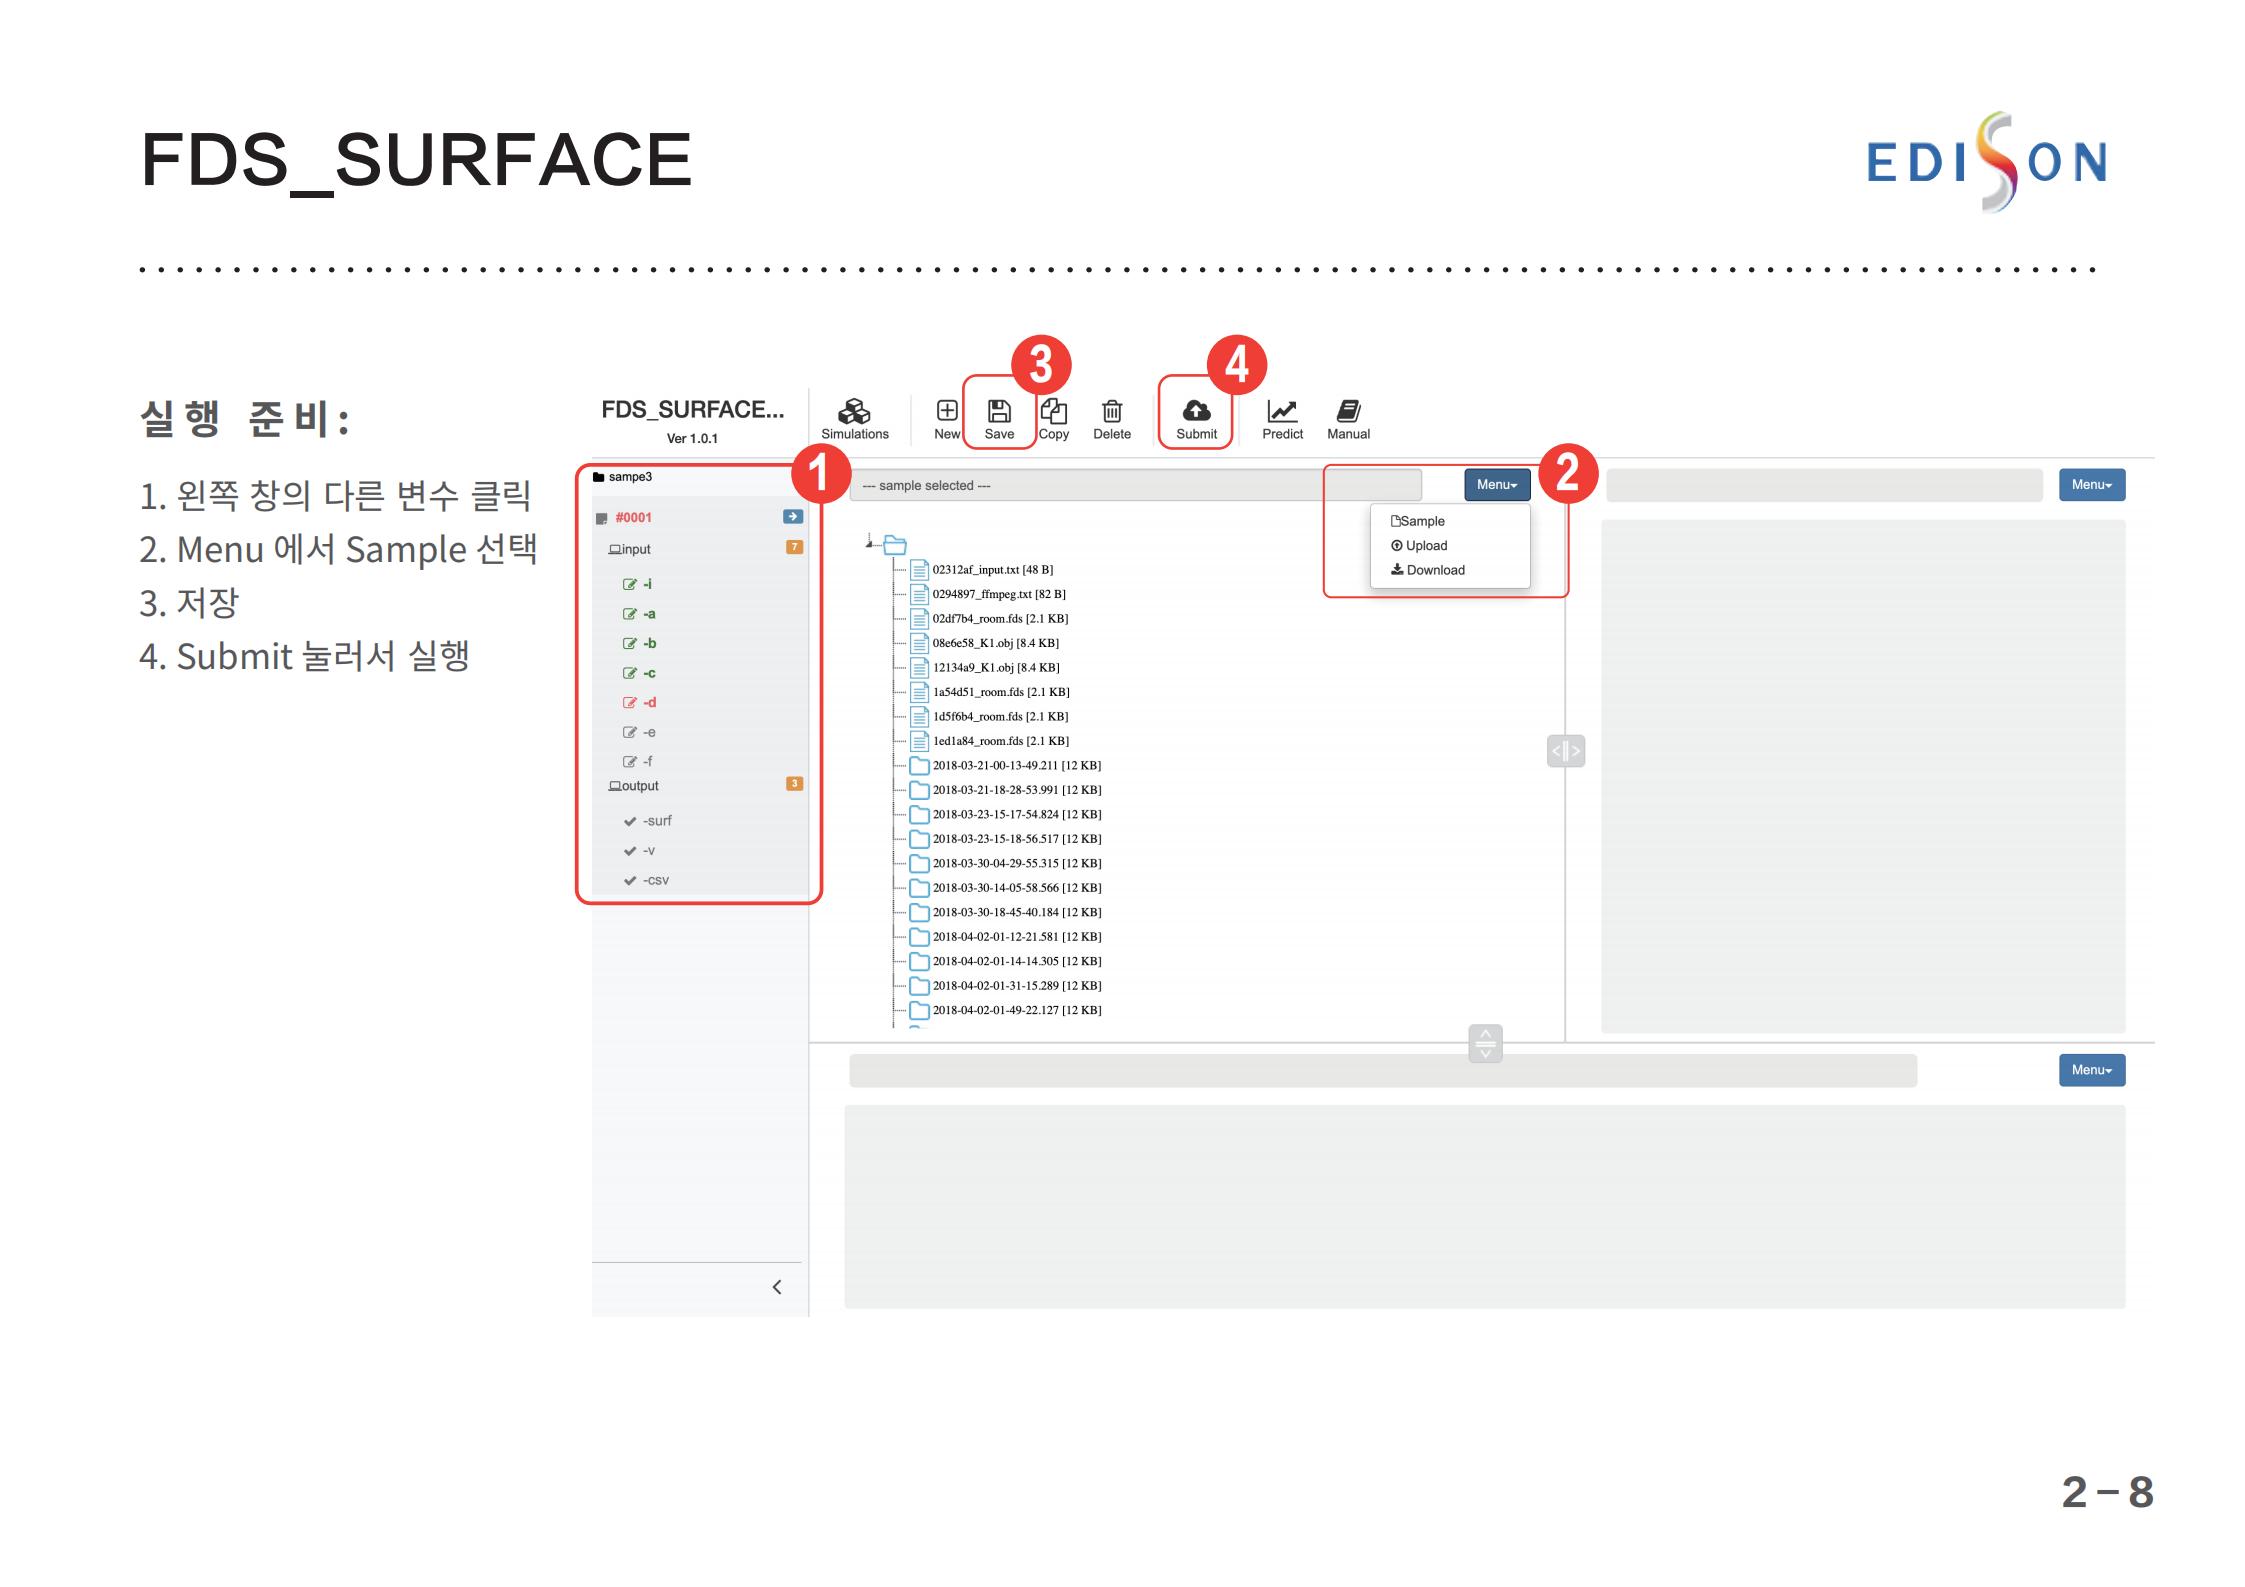 FDS_SURFACE
EDISON
실행 준비:
1. 왼쪽 창의 다른 변수 클릭
2. Menu 에서 Sample 선택
3. 저장
4. Submit 눌러서 실행
3
4
FDS_SURFACE...
Ver 1.0.1
Simulations
New
Save
Copy
Delete
Submit
Predict
Manual
1
2
sampe3
#0001
input
7
-i
-a
-b
-c
-d
-e
-f
output
3
-surf
-v
-csv
--- sample selected ---
Menu
Sample
Upload
Download
02312af_input.txt [48 B]
0294897_ffmpeg.txt [82 B]
02df7b4_room.fds [2.1 KB]
08e6e58_K1.obj [8.4 KB]
12134a9_K1.obj [8.4 KB]
1a54d51_room.fds [2.1 KB]
1d5f6b4_room.fds [2.1 KB]
1ed1a84_room.fds [2.1 KB]
2018-03-21-00-13-49.211 [12 KB]
2018-03-21-18-28-53.991 [12 KB]
2018-03-23-15-17-54.824 [12 KB]
2018-03-23-15-18-56.517 [12 KB]
2018-03-30-04-29-55.315 [12 KB]
2018-03-30-14-05-58.566 [12 KB]
2018-03-30-18-45-40.184 [12 KB]
2018-04-02-01-12-21.581 [12 KB]
2018-04-02-01-14-14.305 [12 KB]
2018-04-02-01-31-15.289 [12 KB]
2018-04-02-01-49-22.127 [12 KB]
Menu
Menu
2-8